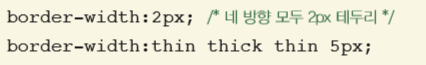 border-width:2px; /* 네 방향 모두 2px 테두리 */
border-width:thin thick thin 5px;